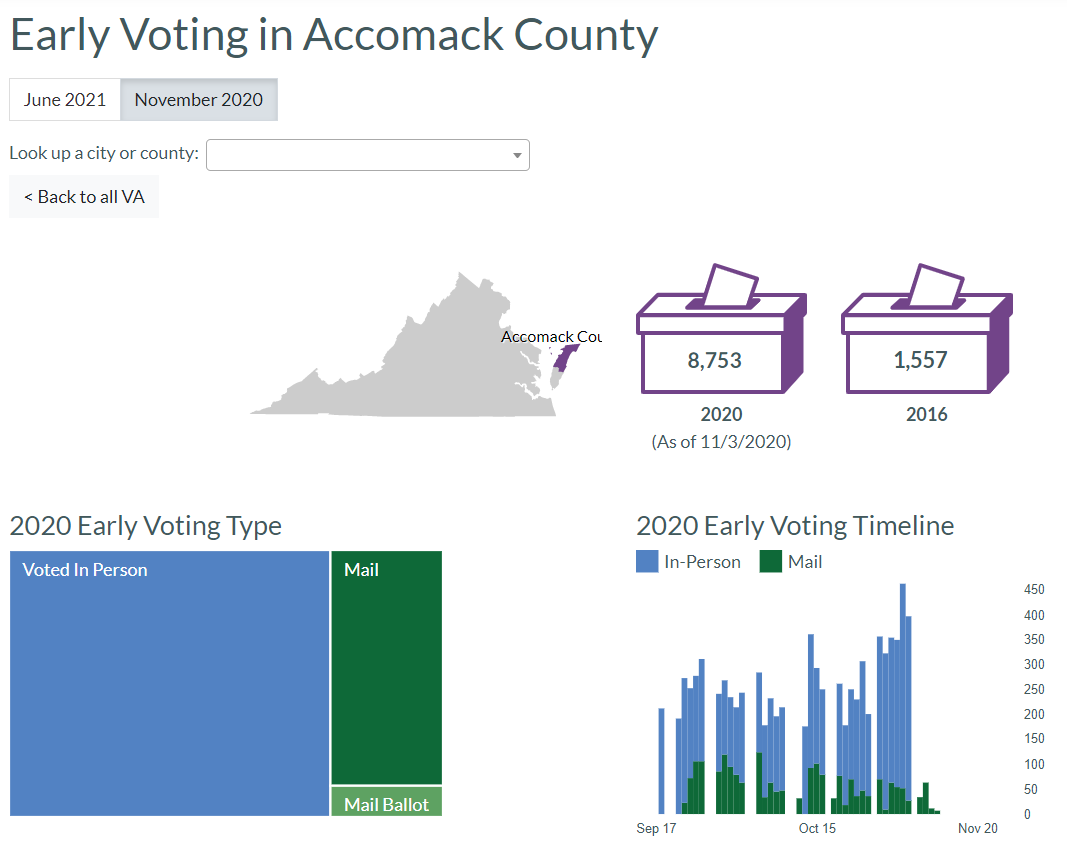 Early Voting in Accomack County
June 2021
November 2020
Look up a city or county:
< Back to all VA
Accomack Cou
8,753
1,557
2020
2016
(As of 11/3/2020)
2020 Early Voting Type
2020 Early Voting Timeline
Voted In Person
Mail
Mail Ballot
In-Person
Mail
450
400
350
300
250
200
150
100
50
0
Sep 17
Oct 15
Nov 20